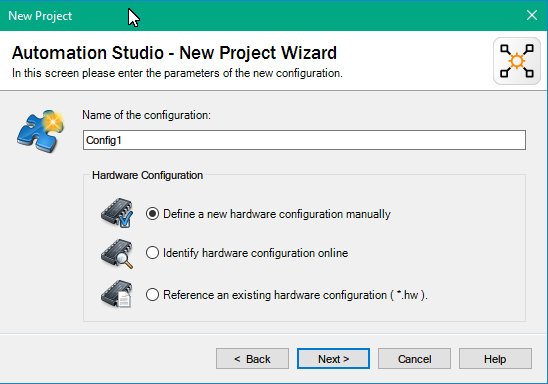 New Project
Automation Studio - New Project Wizard
In this screen please enter the parameters of the new configuration.
Name of the configuration:
Config1
Hardware Configuration
Define a new hardware configuration manually
Identify hardware configuration online
Reference an existing hardware configuration ( *.hw ).
< Back Next > Cancel Help